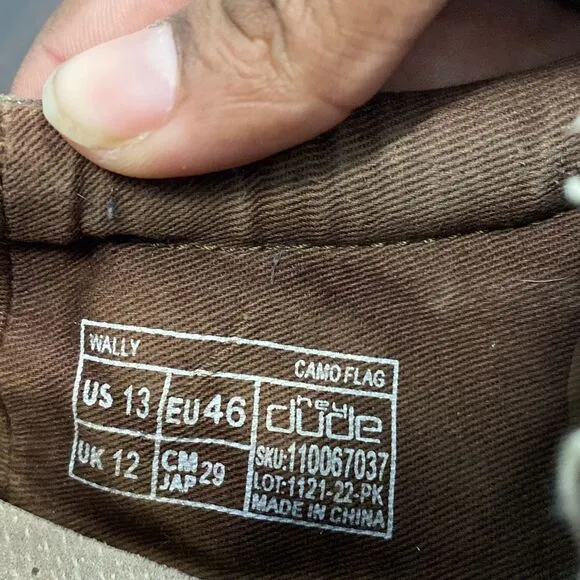 WALLY CAMO FLAG
US 13 EU 46 hey dude
UK 12 CM JAP 29 SKU:110067037
LOT:1121-22-PK
MADE IN CHINA